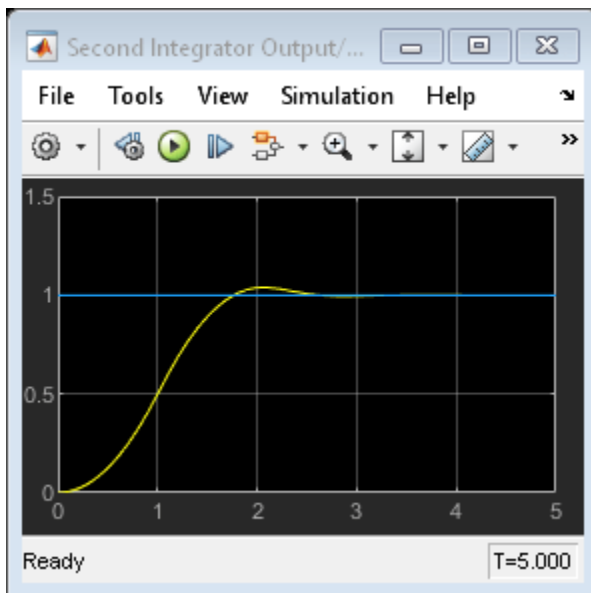 Second Integrator Output/...
File Tools View Simulation Help
1.5
1
0.5
0
0 1 2 3 4 5
Ready T=5.000